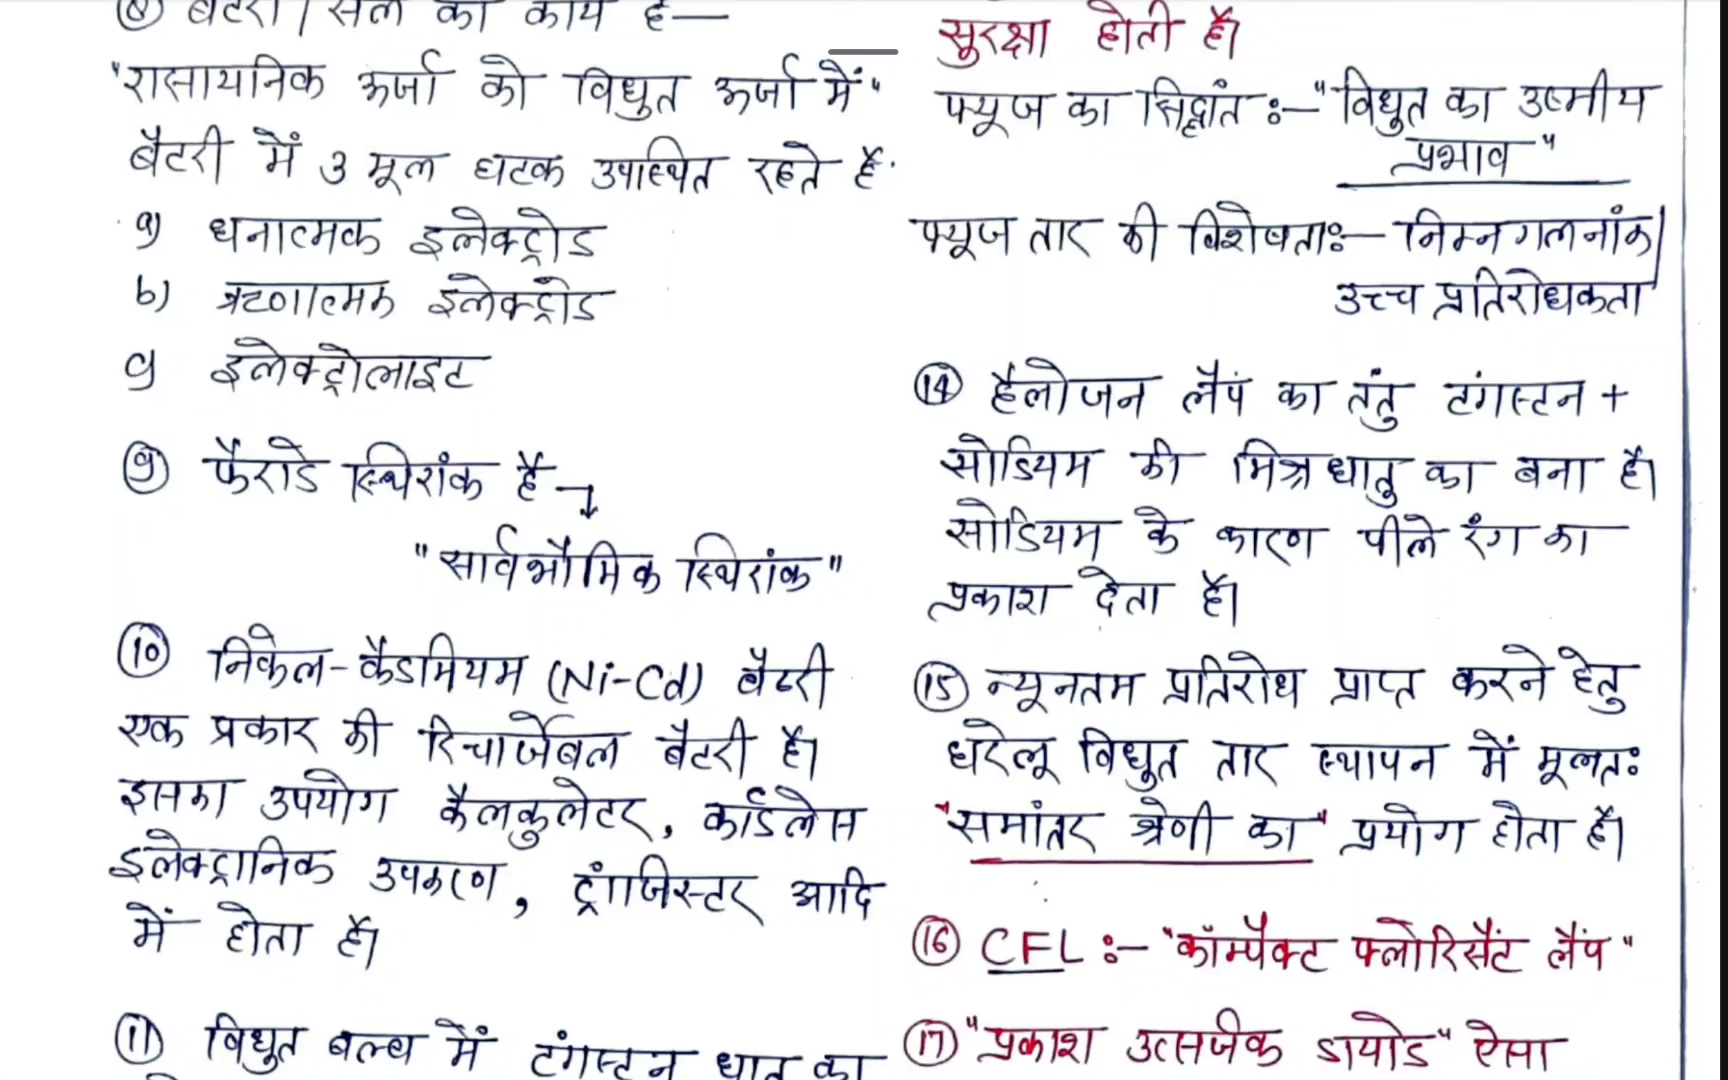 ⑧ बैटरी / सेल का कार्य है—
"रासायनिक ऊर्जा को विधुत ऊर्जा में"
बैटरी में 3 मूल घटक उपास्थित रहते हैं.
a) धनात्मक इलेक्ट्रोड
b) ऋणात्मक इलेक्ट्रोड
c) इलेक्ट्रोलाइट
⑨ फैराडे स्थिरांक है →
"सार्वभौमिक स्थिरांक"
⑩ निकेल-कैडमियम (Ni-Cd) बैटरी
एक प्रकार की रिचार्जेबल बैटरी है।
इसका उपयोग कैलकुलेटर, कार्डलेस
इलेक्ट्रानिक उपकरण, ट्रांजिस्टर आदि
में होता है।
⑪ विधुत बल्ब में टंगस्टन धातु का
सुरक्षा होती है।
फ्यूज का सिद्धांत :- "विधुत का उष्मीय
प्रभाव"
फ्यूज तार की विशेषता :- निम्न गलनांक/
उच्च प्रतिरोधकता
⑭ हैलोजन लैंप का तंतु टंगस्टन +
सोडियम की मिश्र धातु का बना है।
सोडियम के कारण पीले रंग का
प्रकाश देता है।
⑮ न्यूनतम प्रतिरोध प्राप्त करने हेतु
घरेलू विधुत तार स्थापन में मूलतः
"समांतर श्रेणी का" प्रयोग होता है।
⑯ CFL :- "कॉम्पैक्ट फ्लोरिसैंट लैंप"
⑰ "प्रकाश उत्सर्जक डायोड" ऐसा